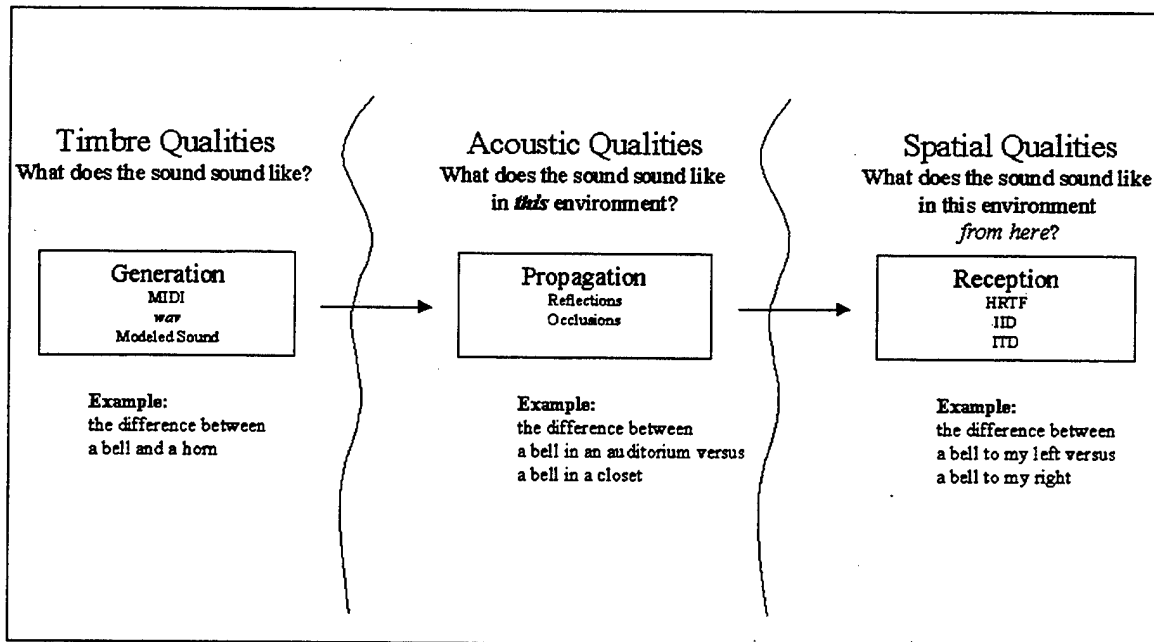 Timbre Qualities
What does the sound sound like?
Generation
MIDI
wav
Modeled Sound
Example:
the difference between
a bell and a horn
Acoustic Qualities
What does the sound sound like
in this environment?
Propagation
Reflections
Occlusions
Example:
the difference between
a bell in an auditorium versus
a bell in a closet
Spatial Qualities
What does the sound sound like
in this environment
from here?
Reception
HRTF
IID
ITD
Example:
the difference between
a bell to my left versus
a bell to my right